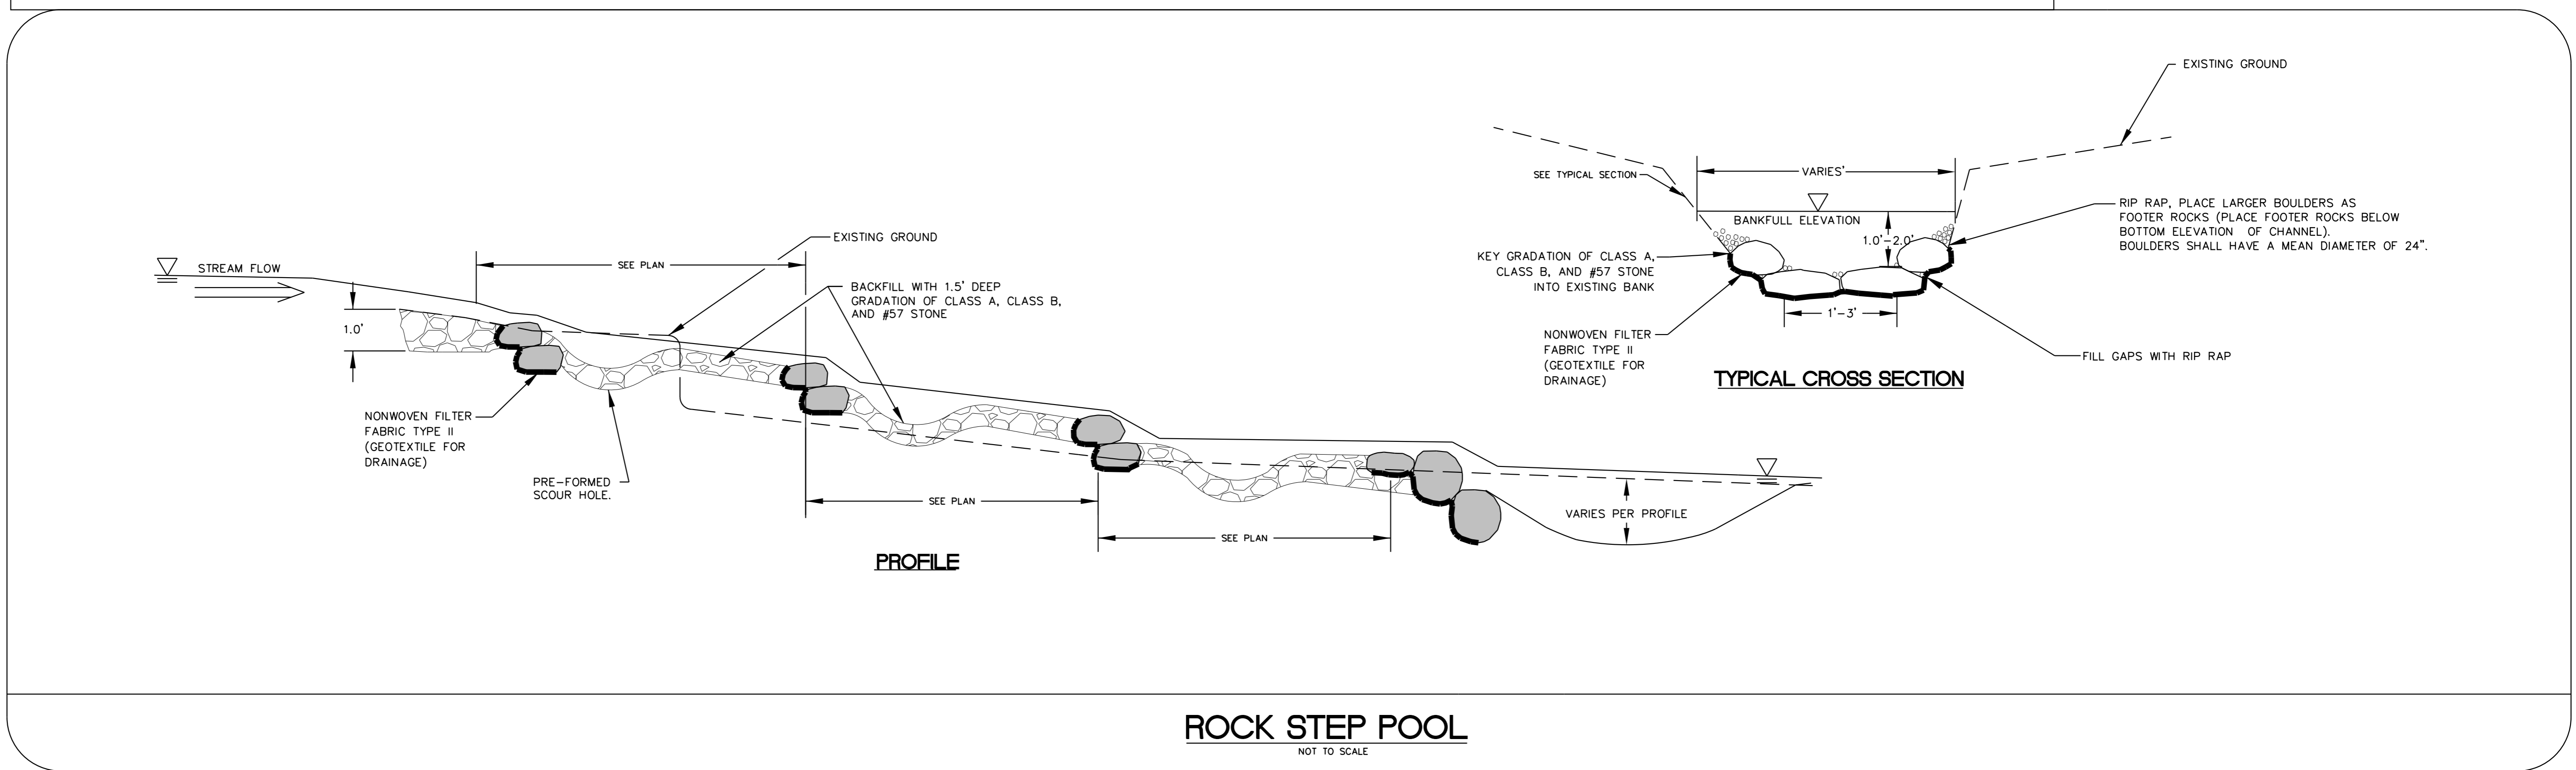 STREAM FLOW
1.0'
SEE PLAN
EXISTING GROUND
BACKFILL WITH 1.5' DEEP
GRADATION OF CLASS A, CLASS B,
AND #57 STONE
NONWOVEN FILTER
FABRIC TYPE II
(GEOTEXTILE FOR
DRAINAGE)
PRE-FORMED
SCOUR HOLE.
SEE PLAN
SEE PLAN
VARIES PER PROFILE
PROFILE
EXISTING GROUND
SEE TYPICAL SECTION
VARIES'
BANKFULL ELEVATION
1.0'-2.0'
RIP RAP, PLACE LARGER BOULDERS AS
FOOTER ROCKS (PLACE FOOTER ROCKS BELOW
BOTTOM ELEVATION OF CHANNEL).
BOULDERS SHALL HAVE A MEAN DIAMETER OF 24".
KEY GRADATION OF CLASS A,
CLASS B, AND #57 STONE
INTO EXISTING BANK
1'-3'
NONWOVEN FILTER
FABRIC TYPE II
(GEOTEXTILE FOR
DRAINAGE)
FILL GAPS WITH RIP RAP
TYPICAL CROSS SECTION
ROCK STEP POOL
NOT TO SCALE